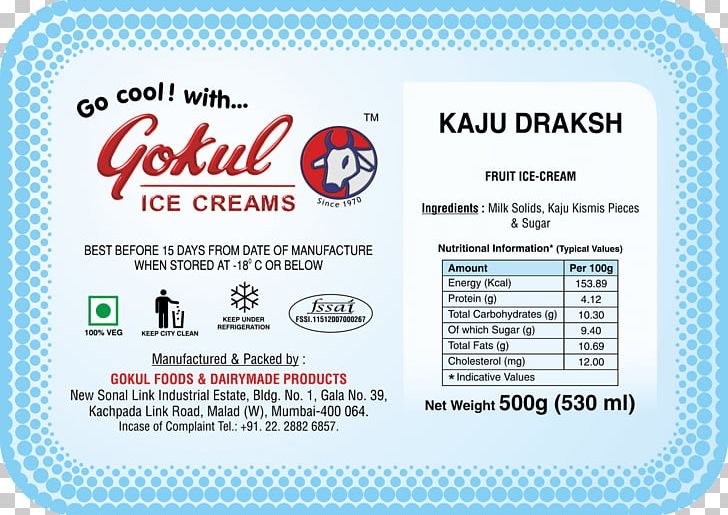 Go cool! with...
Gokul
TM
ICE CREAMS
Since 1970
BEST BEFORE 15 DAYS FROM DATE OF MANUFACTURE
WHEN STORED AT -18⁰ C OR BELOW
100% VEG
KEEP CITY CLEAN
KEEP UNDER
REFRIGERATION
fssai
FSSI.11512007000267
Manufactured & Packed by :
GOKUL FOODS & DAIRYMADE PRODUCTS
New Sonal Link Industrial Estate, Bldg. No. 1, Gala No. 39,
Kachpada Link Road, Malad (W), Mumbai-400 064.
Incase of Complaint Tel.: +91. 22. 2882 6857.
KAJU DRAKSH
FRUIT ICE-CREAM
Ingredients : Milk Solids, Kaju Kismis Pieces
& Sugar
Nutritional Information* (Typical Values)
Amount Per 100g
Energy (Kcal) 153.89
Protein (g) 4.12
Total Carbohydrates (g) 10.30
Of which Sugar (g) 9.40
Total Fats (g) 10.69
Cholesterol (mg) 12.00
* Indicative Values
Net Weight 500g (530 ml)